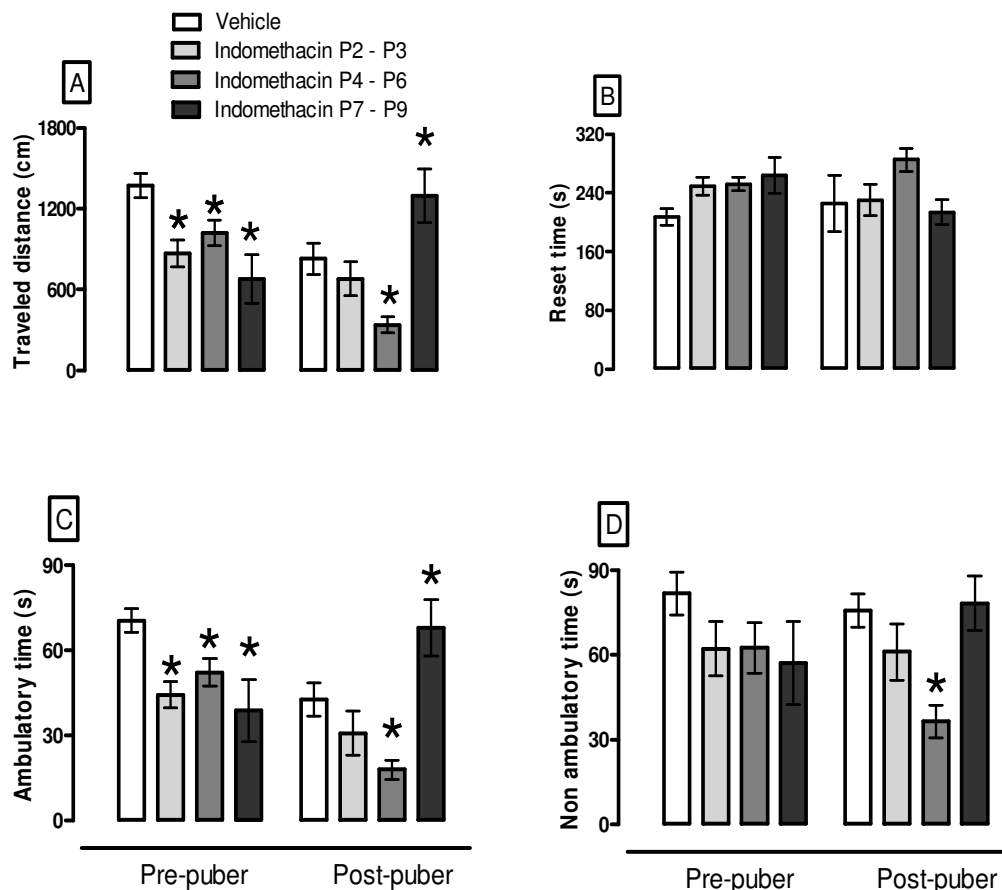 Vehicle
Indomethacin P2 - P3
Indomethacin P4 - P6
Indomethacin P7 - P9
A
Traveled distance (cm)
1800
1200
600
0
* * *
* *
B
Reset time (s)
320
240
160
80
0
C
Ambulatory time (s)
90
60
30
0
* * *
* *
Pre-puber Post-puber
D
Non ambulatory time (s)
90
60
30
0
*
Pre-puber Post-puber